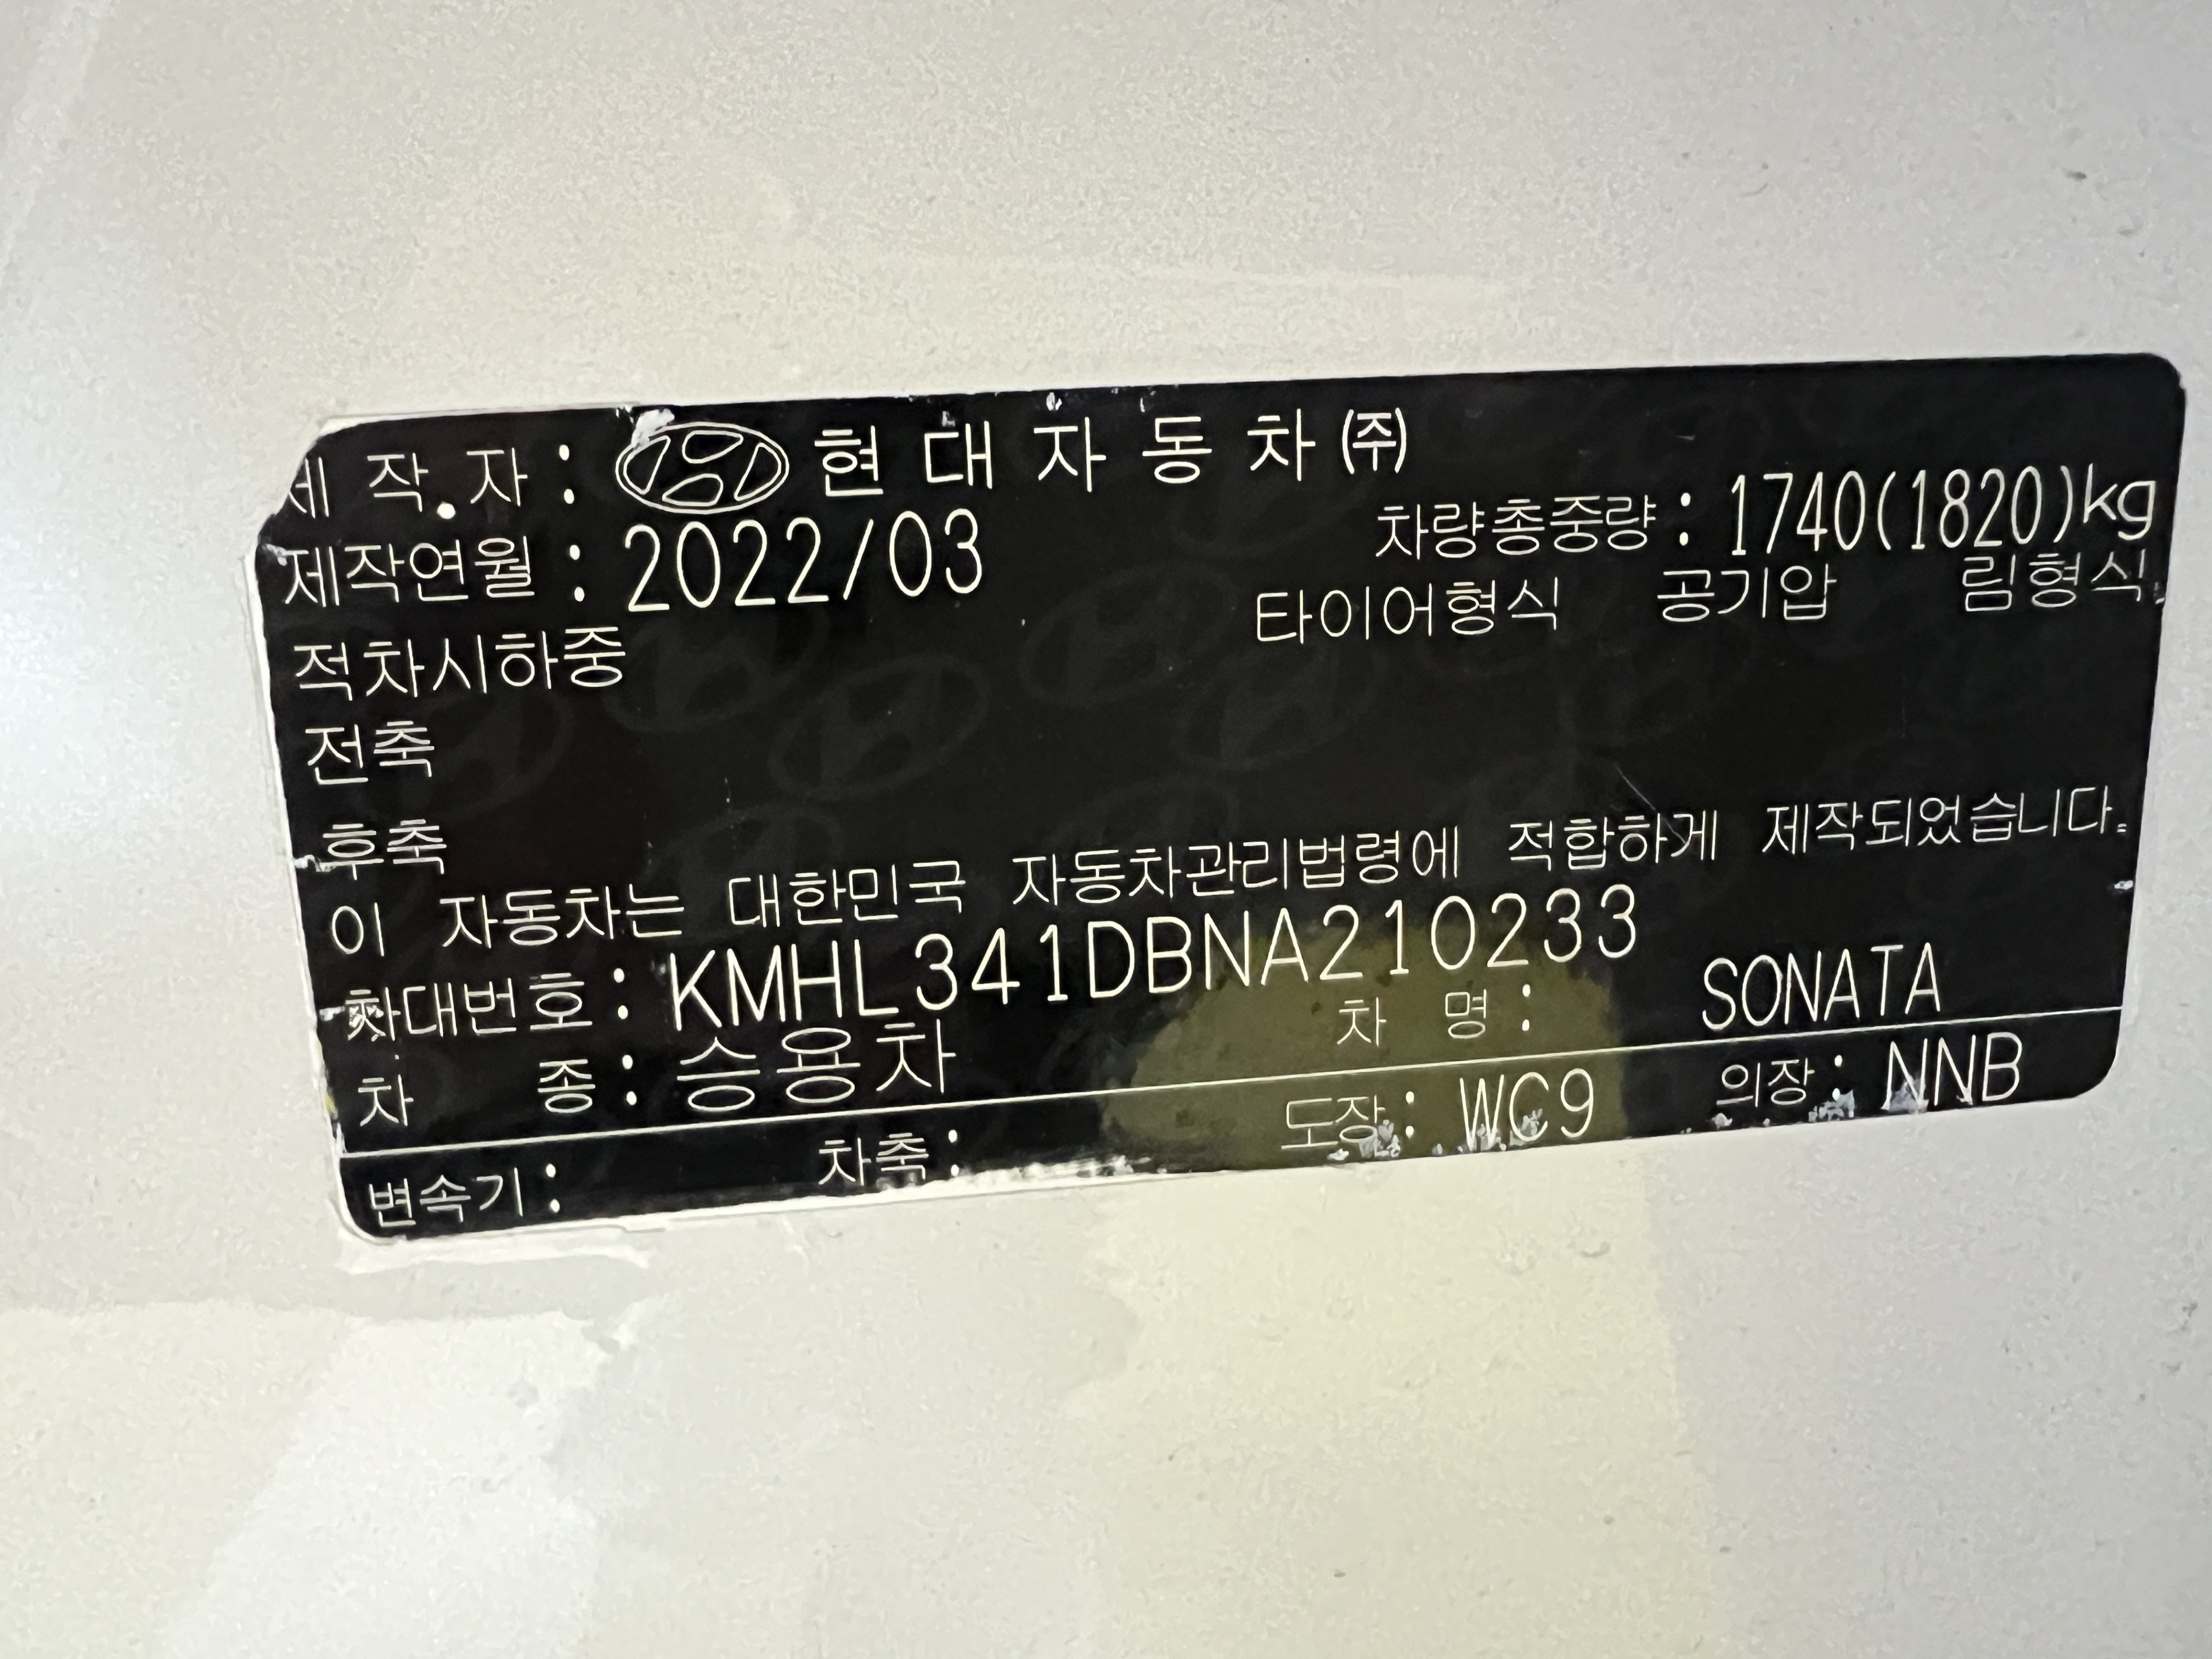 제 작 자 : 현 대 자 동 차 ㈜
제작연월 : 2022/03
차량총중량 : 1740(1820)kg
적차시하중
타이어형식 공기압 림형식
전축
후축
이 자동차는 대한민국 자동차관리법령에 적합하게 제작되었습니다.
차대번호 : KMHL341DBNA210233
차 종 : 승용차
차 명 : SONATA
변속기 :
차축 :
도장 : WC9
의장 : NNB